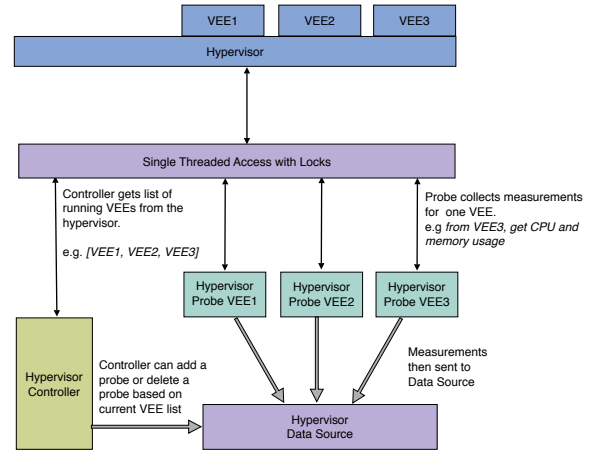 VEE1
VEE2
VEE3
Hypervisor
Single Threaded Access with Locks
Controller gets list of
running VEEs from the
hypervisor.
e.g. [VEE1, VEE2, VEE3]
Probe collects measurements
for one VEE.
e.g from VEE3, get CPU and
memory usage
Hypervisor
Probe VEE1
Hypervisor
Probe VEE2
Hypervisor
Probe VEE3
Hypervisor
Controller
Controller can add a
probe or delete a
probe based on
current VEE list
Measurements
then sent to
Data Source
Hypervisor
Data Source